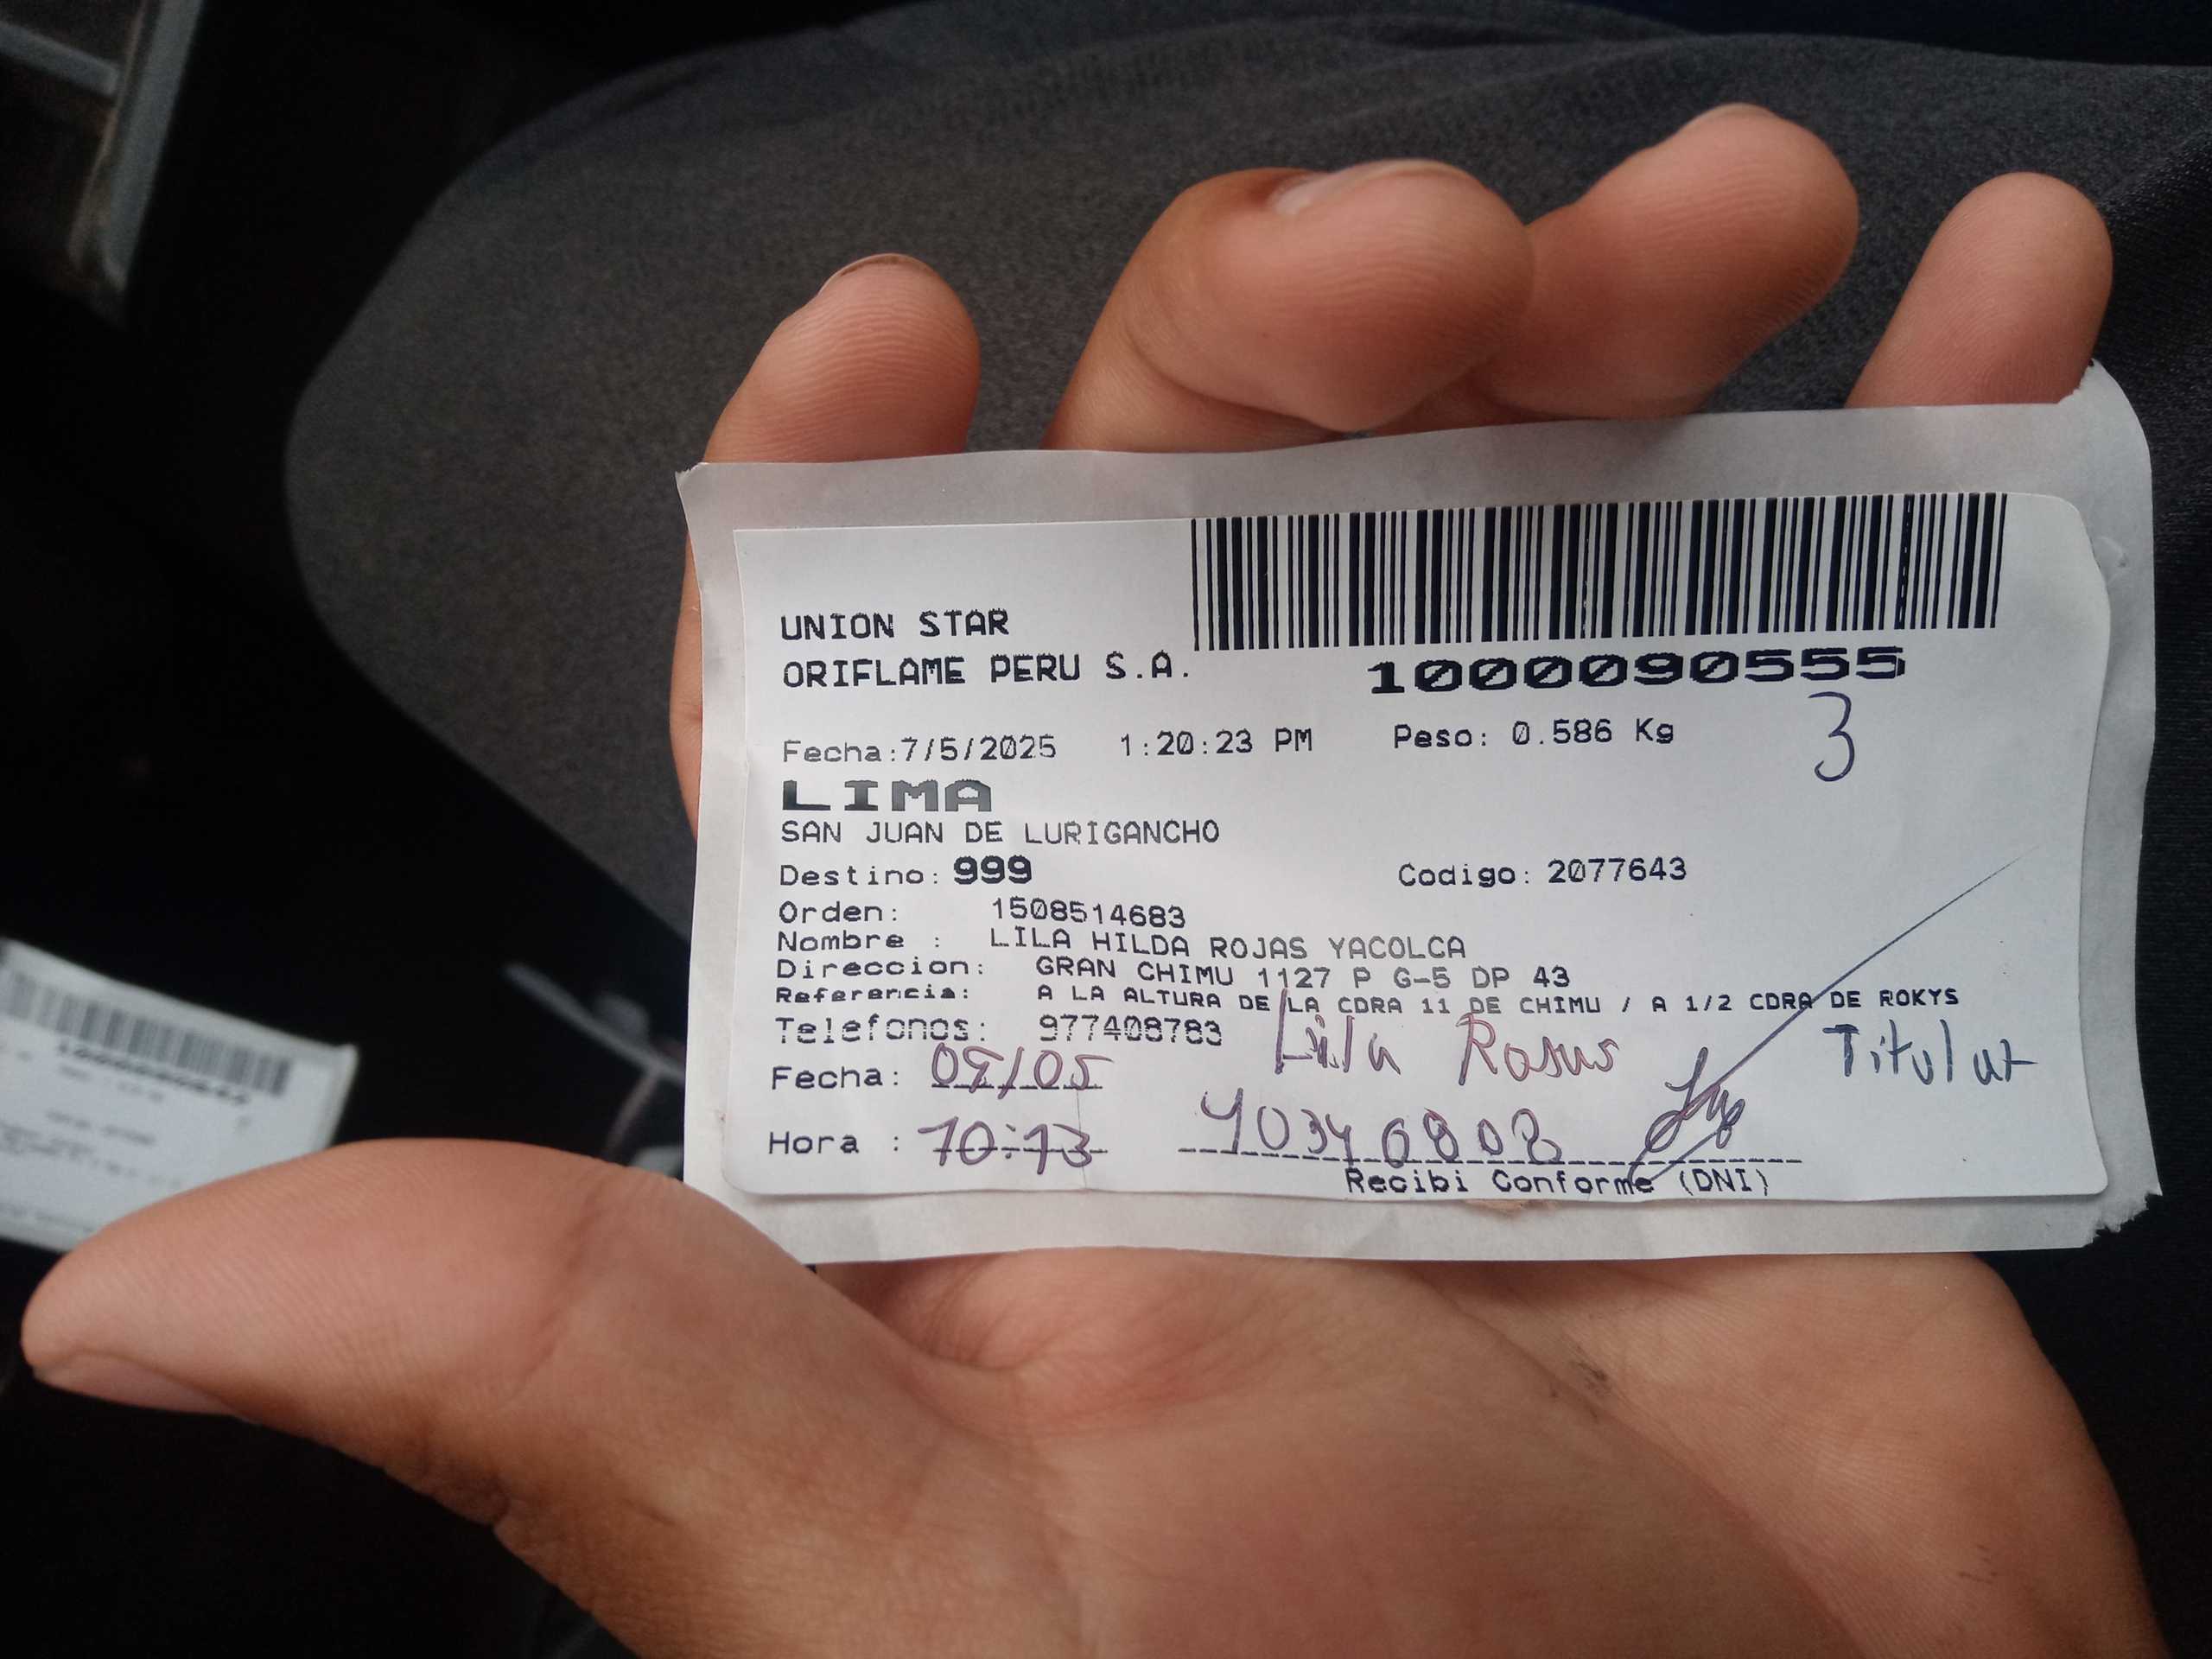 UNION STAR
ORIFLAME PERU S.A.
1000090555
3
Fecha:7/5/2025 1:20:23 PM Peso: 0.586 Kg
LIMA
SAN JUAN DE LURIGANCHO
Destino: 999 Codigo: 2077643
Orden: 1508514683
Nombre : LILA HILDA ROJAS YACOLCA
Direccion: GRAN CHIMU 1127 P G-5 DP 43
Referencia: A LA ALTURA DE LA CDRA 11 DE CHIMU / A 1/2 CDRA DE ROKYS
Telefonos: 977408783
Lila Titular
Fecha: 09/05
Hora : 10:13
Recibi Conforme (DNI)